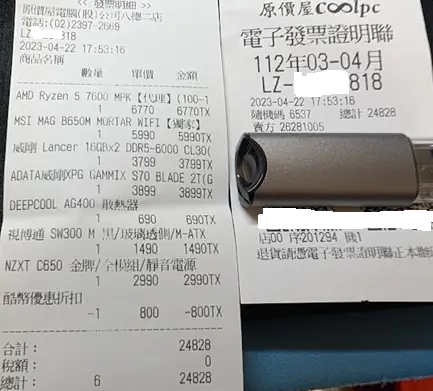 << 發票明細 >>
原價屋電腦(股)公司八德二店
電話:(02)2397-2669
LZ- 818
2023-04-22 17:53:16
商品名稱
數量 單價 金額
AMD Ryzen 5 7600 MPK【代理】(100-1
1 6770 6770TX
MSI MAG B650M MORTAR WIFI【獨家】
1 5990 5990TX
威剛 Lancer 16GBx2 DDR5-6000 CL30(
1 3799 3799TX
ADATA威剛XPG GAMMIX S70 BLADE 2T(G
1 3899 3899TX
DEEPCOOL AG400 散熱器
1 690 690TX
視博通 SW300 M 黑/玻璃透側/M-ATX
1 1490 1490TX
NZXT C650 金牌/全模組/靜音電源
1 2990 2990TX
酷幣優惠折扣
-1 800 -800TX
合計: 24828
稅額: 0
總計: 6 24828
原價屋coolpc
電子發票證明聯
112年03-04月
LZ- 818
2023-04-22 17:53:16
隨機碼 6537 總計 24828
賣方 26281005
店00 序201294 機1
退貨請憑電子發票證明聯正本辦